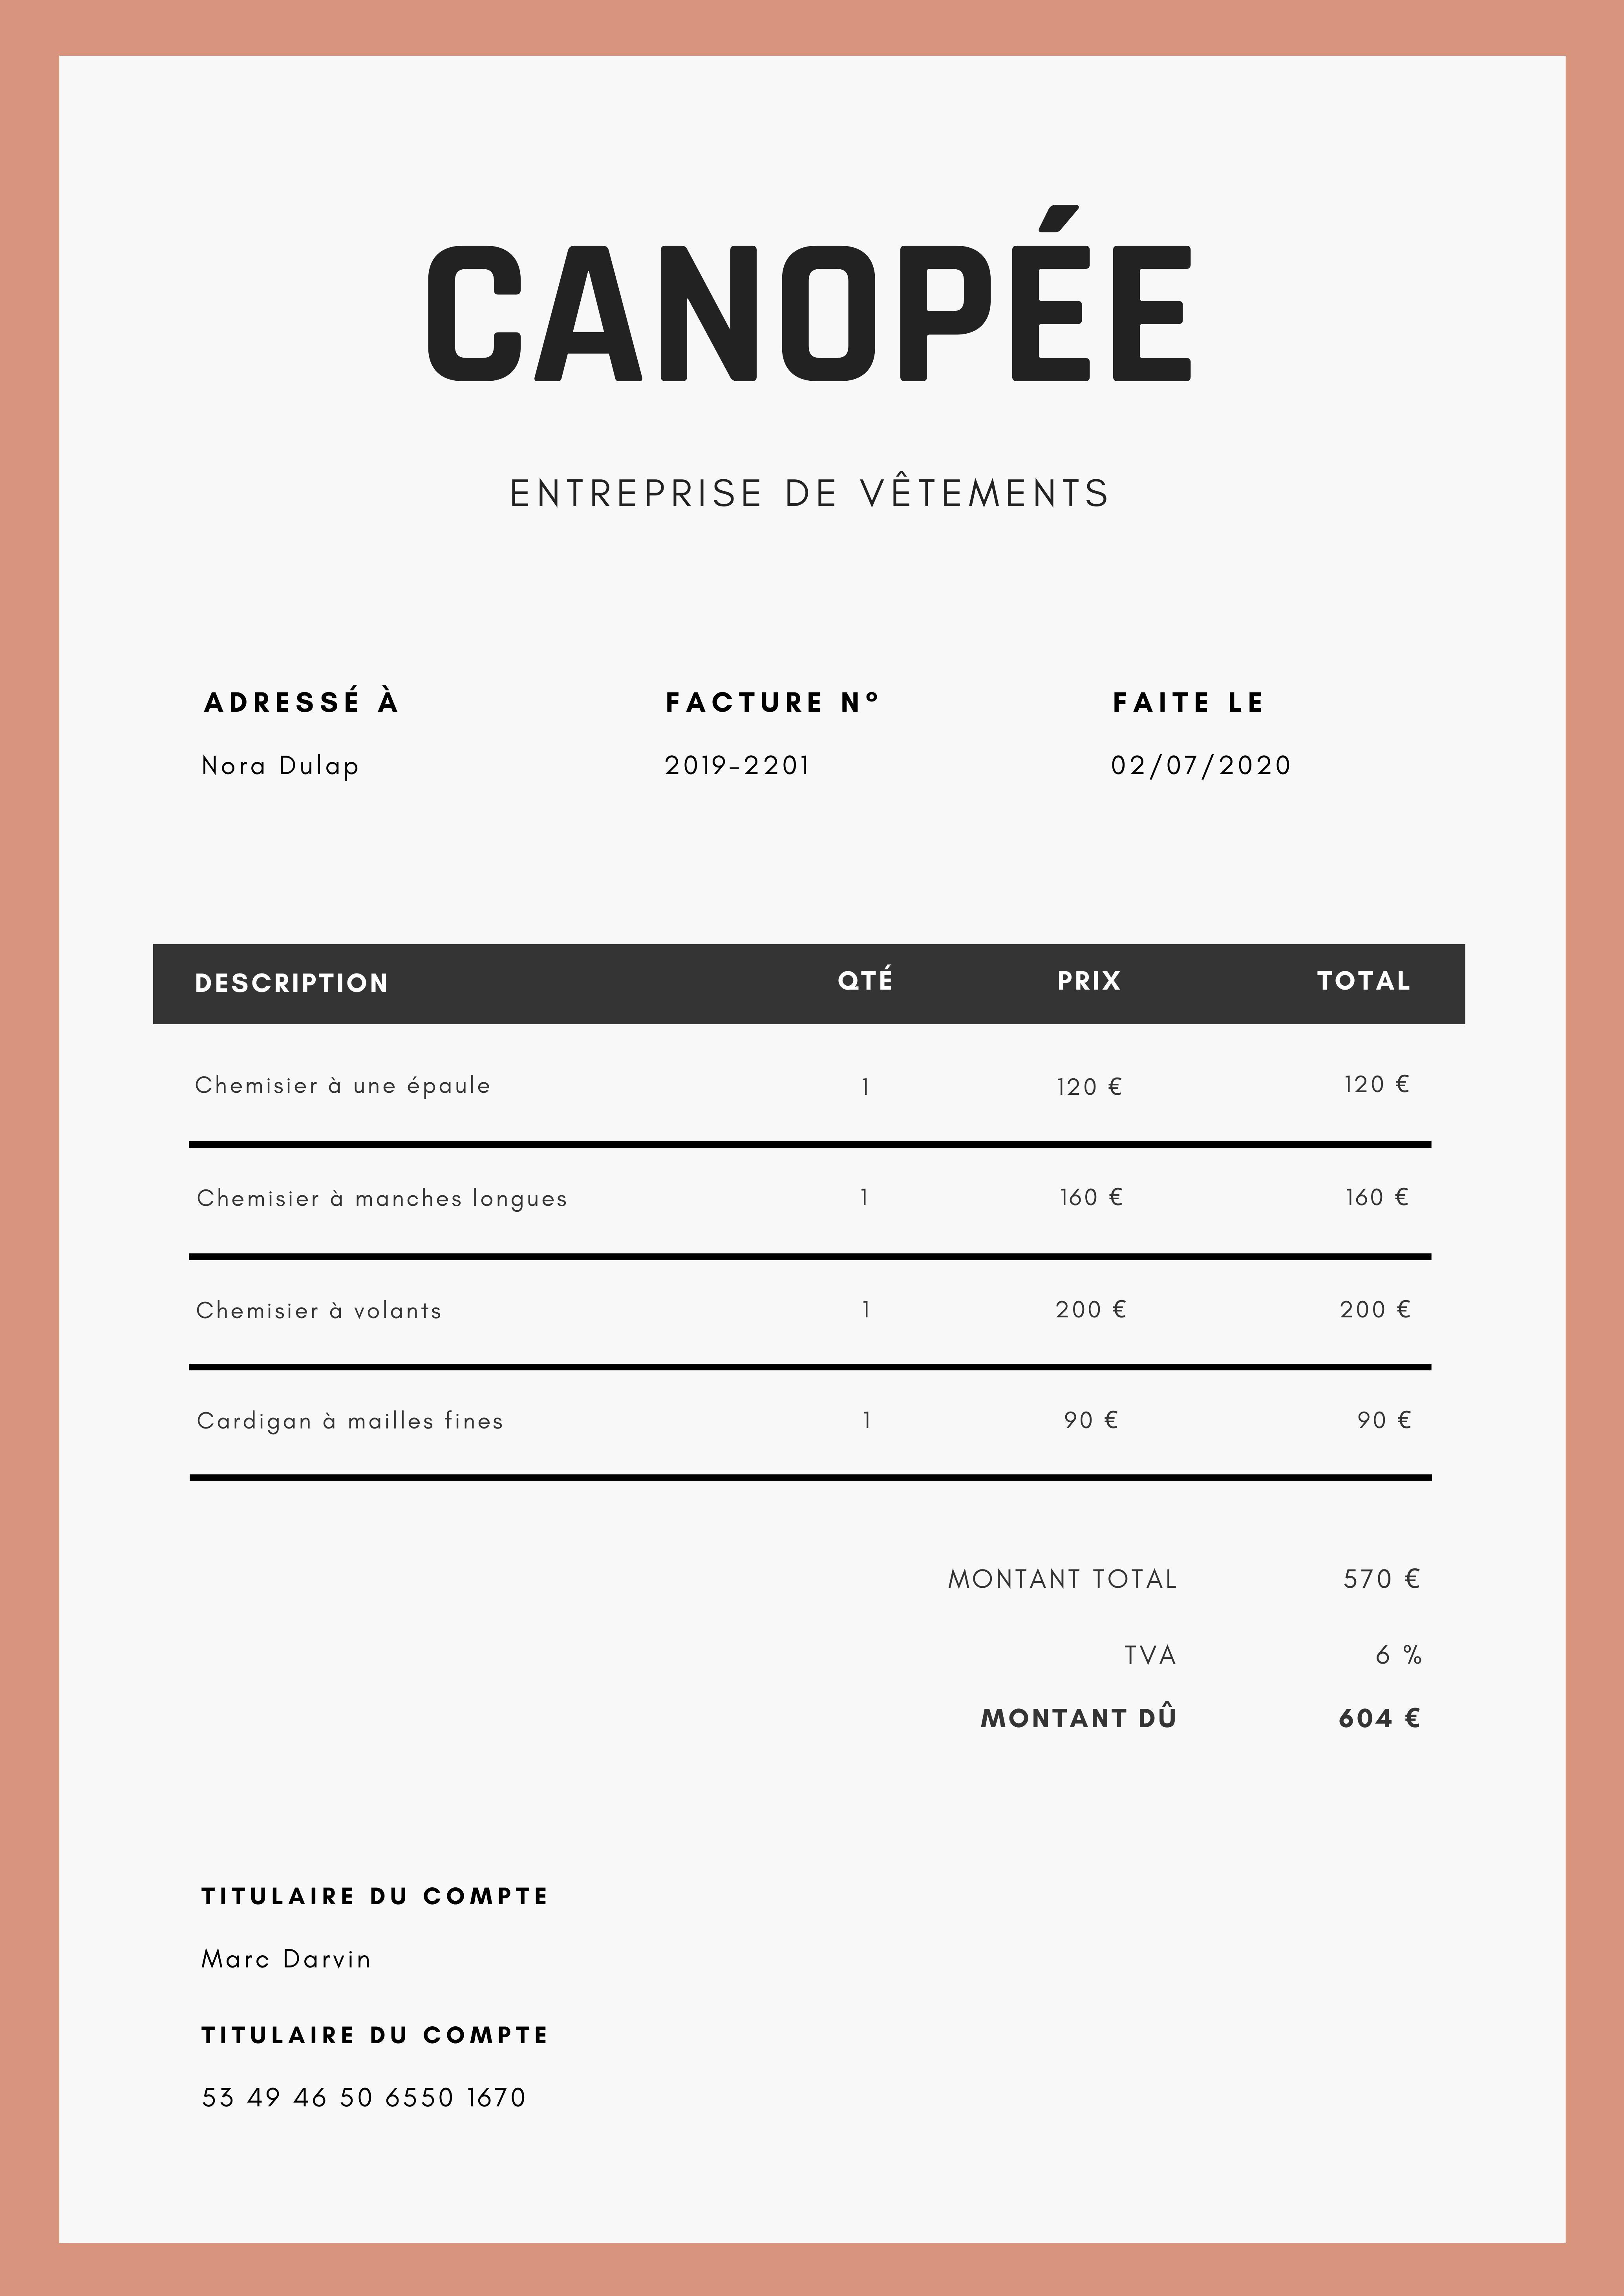 CANOPÉE
ENTREPRISE DE VÊTEMENTS
ADRESSÉ À FACTURE N° FAITE LE
Nora Dulap 2019-2201 02/07/2020
DESCRIPTION QTÉ PRIX TOTAL
Chemisier à une épaule 1 120 € 120 €
Chemisier à manches longues 1 160 € 160 €
Chemisier à volants 1 200 € 200 €
Cardigan à mailles fines 1 90 € 90 €
MONTANT TOTAL 570 €
TVA 6 %
MONTANT DÛ 604 €
TITULAIRE DU COMPTE
Marc Darvin
TITULAIRE DU COMPTE
53 49 46 50 6550 1670